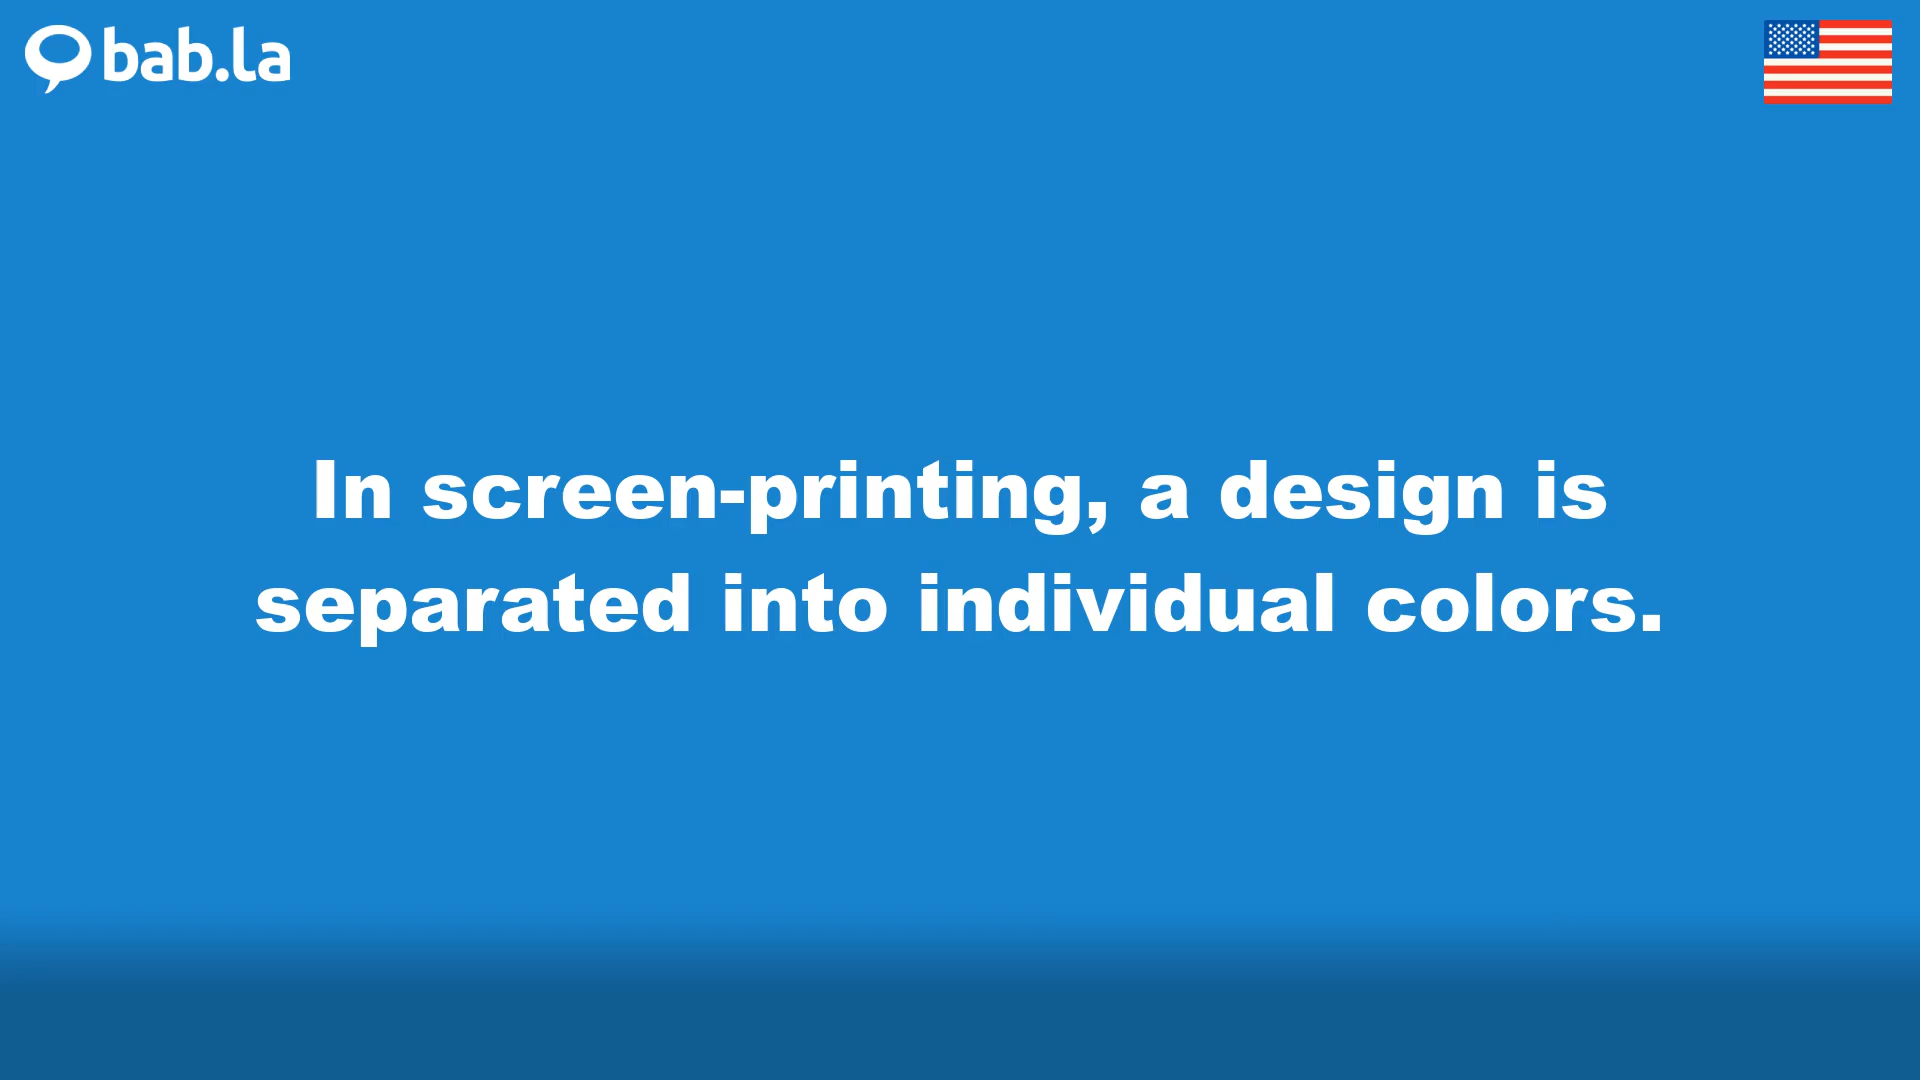 bab.la
In screen-printing, a design is
separated into individual colors.